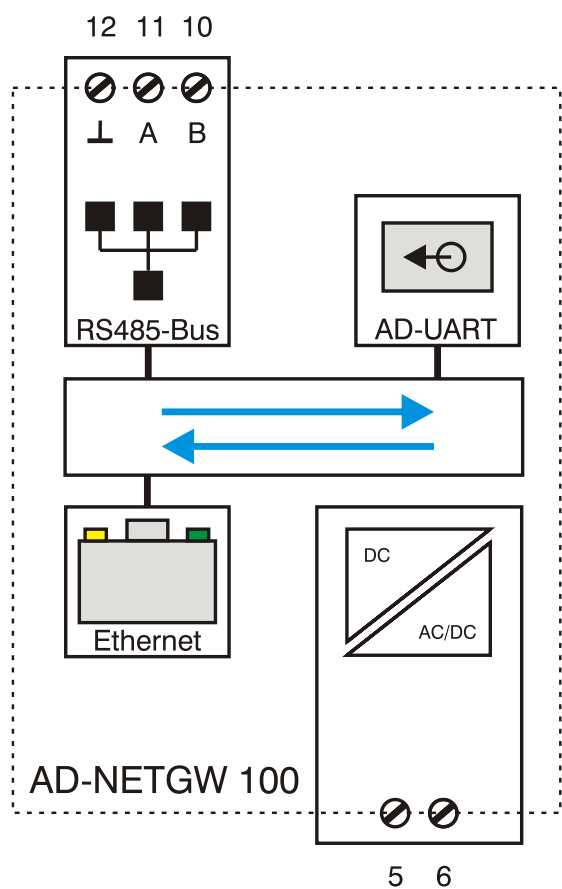 12 11 10
⊥ A B
RS485-Bus
AD-UART
Ethernet
DC
AC/DC
AD-NETGW 100
5 6